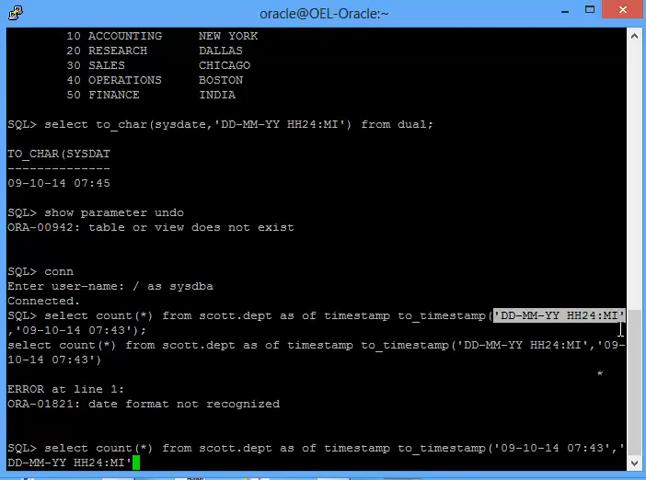 oracle@OEL-Oracle:~
10 ACCOUNTING NEW YORK
20 RESEARCH DALLAS
30 SALES CHICAGO
40 OPERATIONS BOSTON
50 FINANCE INDIA
SQL> select to_char(sysdate,'DD-MM-YY HH24:MI') from dual;
TO_CHAR(SYSDAT
--------------
09-10-14 07:45
SQL> show parameter undo
ORA-00942: table or view does not exist
SQL> conn
Enter user-name: / as sysdba
Connected.
SQL> select count(*) from scott.dept as of timestamp to_timestamp('DD-MM-YY HH24:MI'
,'09-10-14 07:43');
select count(*) from scott.dept as of timestamp to_timestamp('DD-MM-YY HH24:MI','09-
10-14 07:43')
*
ERROR at line 1:
ORA-01821: date format not recognized
SQL> select count(*) from scott.dept as of timestamp to_timestamp('09-10-14 07:43','
DD-MM-YY HH24:MI'